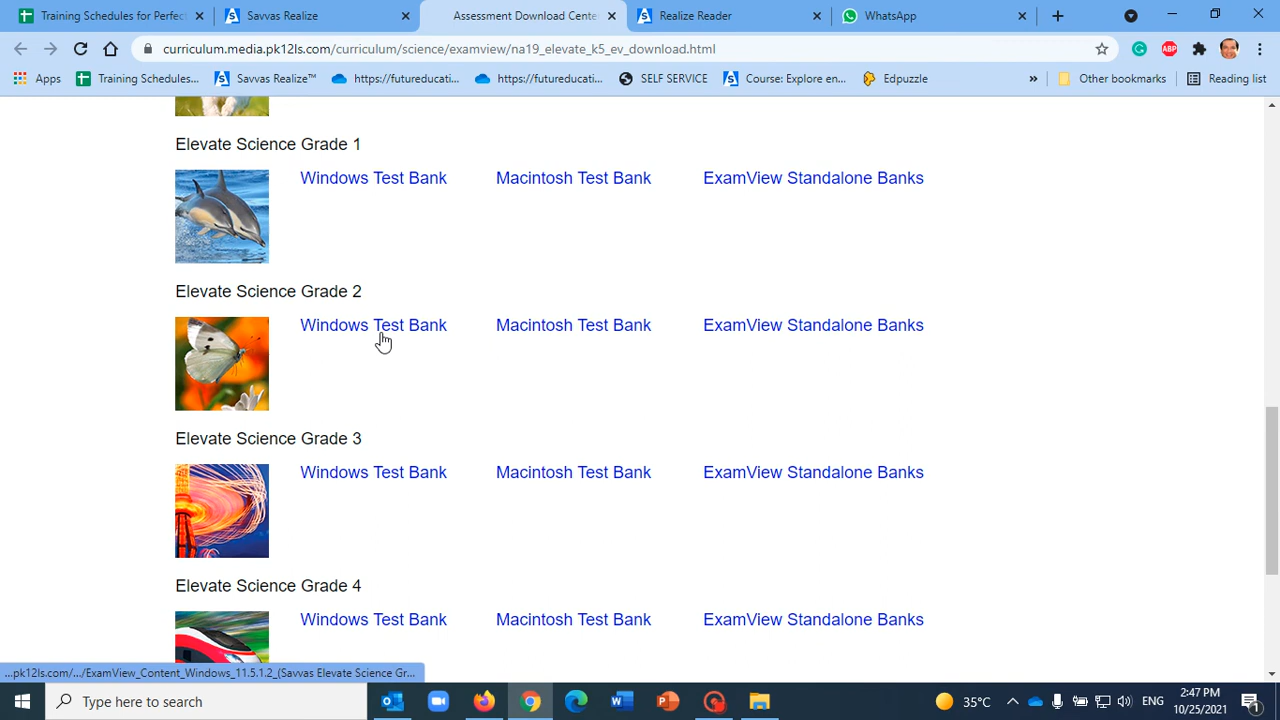 Training Schedules for Perfect
Savvas Realize
Assessment Download Cente
Realize Reader
WhatsApp
curriculum.media.pk12ls.com/curriculum/science/examview/na19_elevate_k5_ev_download.html
ABP
Apps
Training Schedules...
Savvas Realize™
https://futureeducati...
https://futureeducati...
SELF SERVICE
Course: Explore en...
Edpuzzle
»
Other bookmarks
Reading list
Elevate Science Grade 1
Windows Test Bank Macintosh Test Bank ExamView Standalone Banks
Elevate Science Grade 2
Windows Test Bank Macintosh Test Bank ExamView Standalone Banks
Elevate Science Grade 3
Windows Test Bank Macintosh Test Bank ExamView Standalone Banks
Elevate Science Grade 4
Windows Test Bank Macintosh Test Bank ExamView Standalone Banks
...pk12ls.com/.../ExamView_Content_Windows_11.5.1.2_(Savvas Elevate Science Gr...
Type here to search
35°C
ENG
2:47 PM
10/25/2021
1